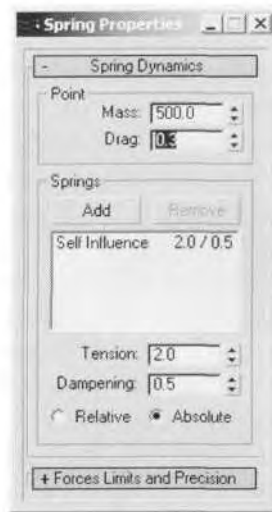 Spring Properties
- Spring Dynamics
Point
Mass: 500.0
Drag: 0.3
Springs
Add Remove
Self Influence 2.0 / 0.5
Tension: 2.0
Dampening: 0.5
Relative Absolute
+ Forces Limits and Precision